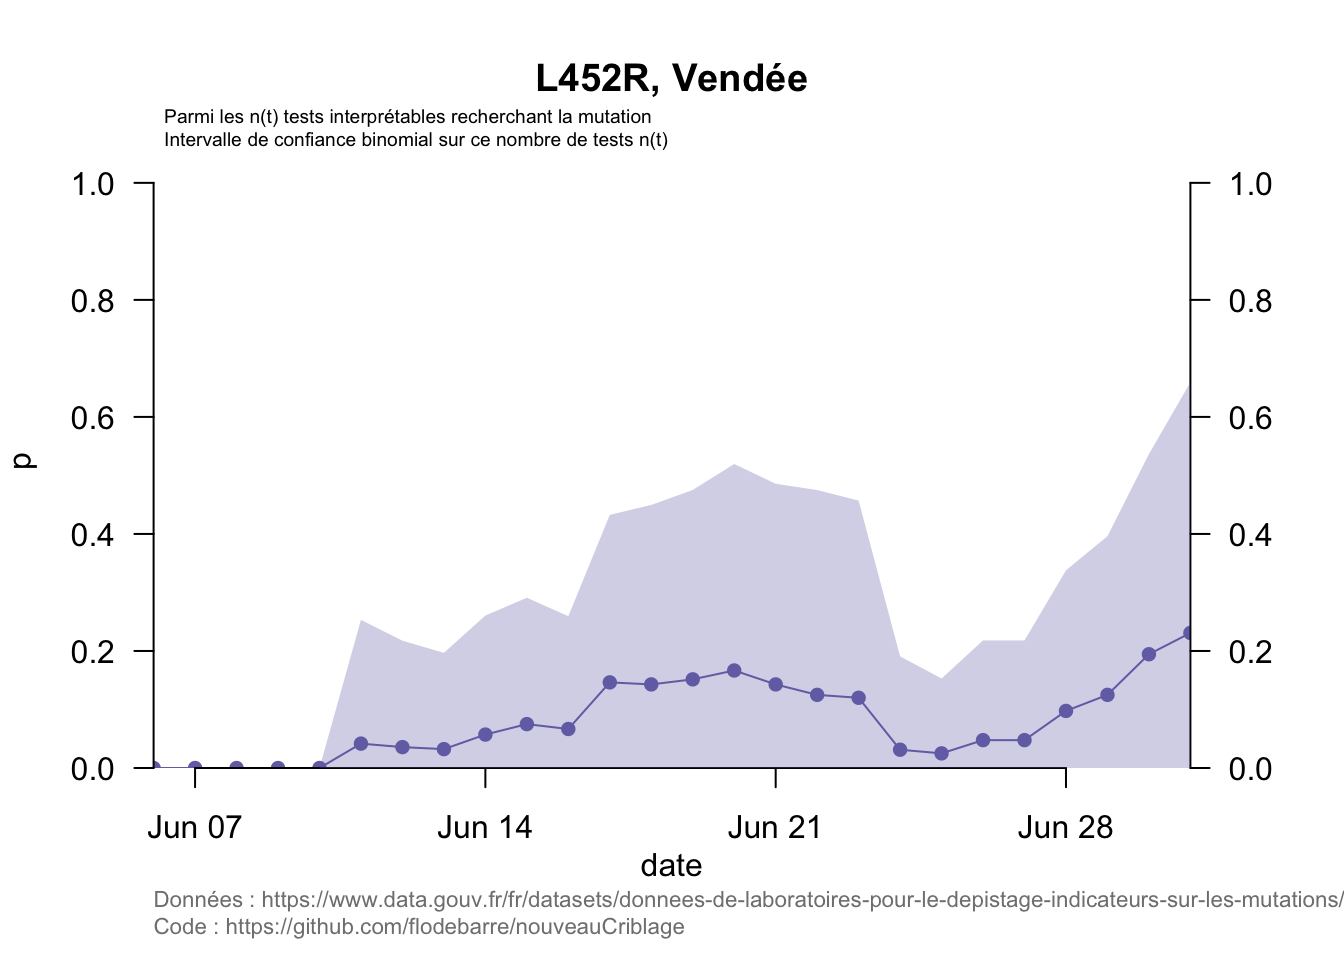 L452R, Vendée
Parmi les n(t) tests interprétables recherchant la mutation
Intervalle de confiance binomial sur ce nombre de tests n(t)
1.0
0.8
0.6
0.4
0.2
0.0
p
1.0
0.8
0.6
0.4
0.2
0.0
Jun 07 Jun 14 Jun 21 Jun 28
date
Données : https://www.data.gouv.fr/fr/datasets/donnees-de-laboratoires-pour-le-depistage-indicateurs-sur-les-mutations/
Code : https://github.com/flodebarre/nouveauCriblage